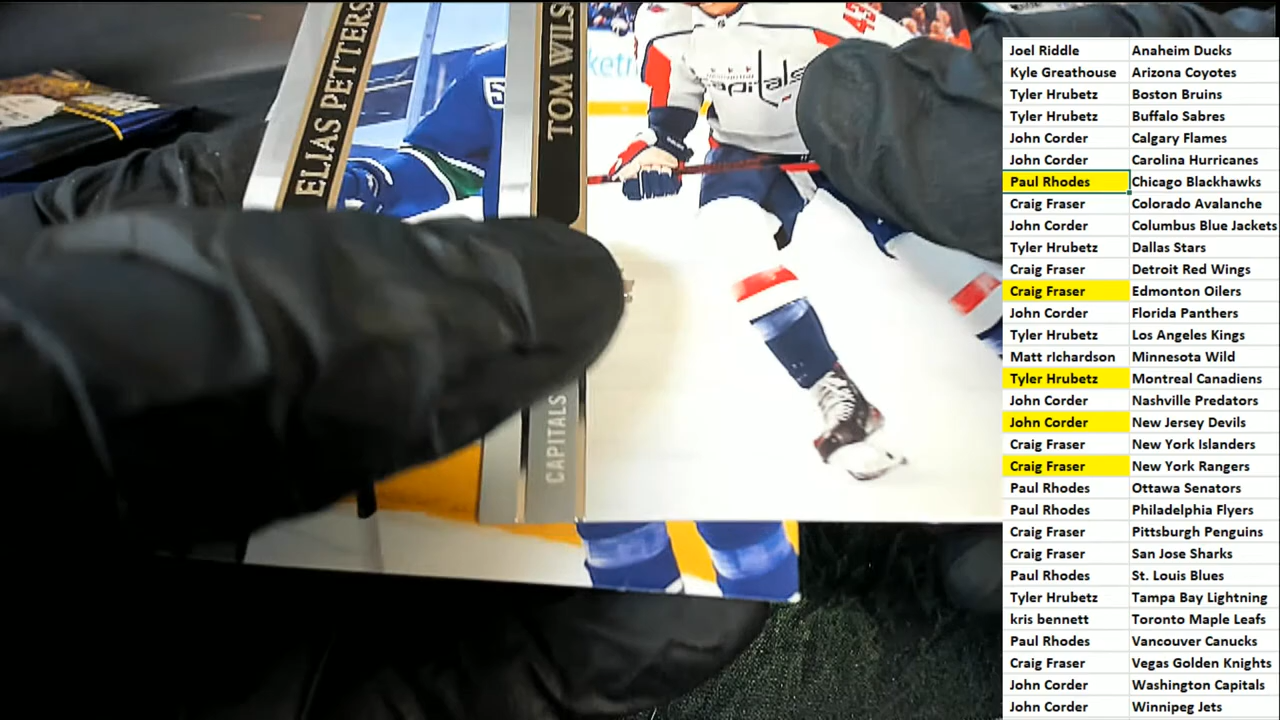 ELIAS PETTERS
TOM WILS
CAPITALS
capitals
Joel Riddle Anaheim Ducks
Kyle Greathouse Arizona Coyotes
Tyler Hrubetz Boston Bruins
Tyler Hrubetz Buffalo Sabres
John Corder Calgary Flames
John Corder Carolina Hurricanes
Paul Rhodes Chicago Blackhawks
Craig Fraser Colorado Avalanche
John Corder Columbus Blue Jackets
Tyler Hrubetz Dallas Stars
Craig Fraser Detroit Red Wings
Craig Fraser Edmonton Oilers
John Corder Florida Panthers
Tyler Hrubetz Los Angeles Kings
Matt rIchardson Minnesota Wild
Tyler Hrubetz Montreal Canadiens
John Corder Nashville Predators
John Corder New Jersey Devils
Craig Fraser New York Islanders
Craig Fraser New York Rangers
Paul Rhodes Ottawa Senators
Paul Rhodes Philadelphia Flyers
Craig Fraser Pittsburgh Penguins
Craig Fraser San Jose Sharks
Paul Rhodes St. Louis Blues
Tyler Hrubetz Tampa Bay Lightning
kris bennett Toronto Maple Leafs
Paul Rhodes Vancouver Canucks
Craig Fraser Vegas Golden Knights
John Corder Washington Capitals
John Corder Winnipeg Jets